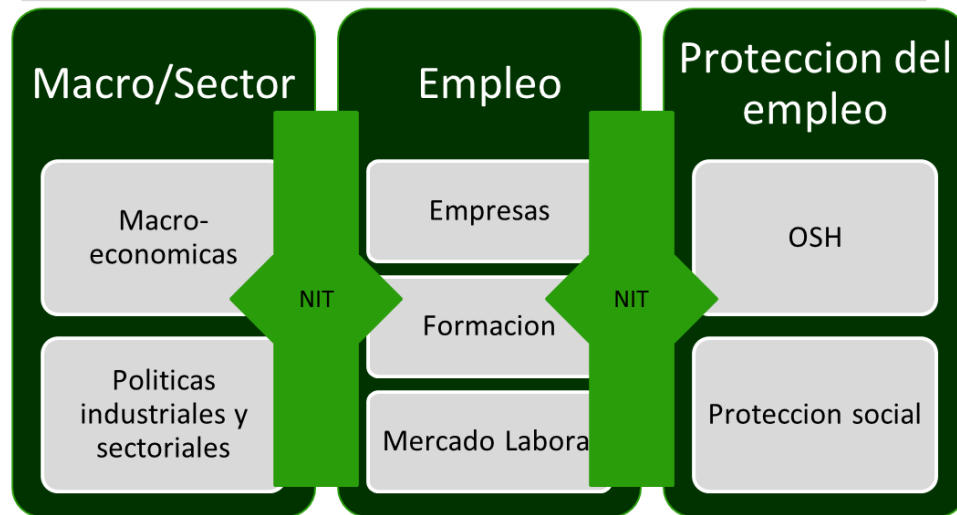 Macro/Sector
Macro-
economicas
Politicas
industriales y
sectoriales
NIT
Empleo
Empresas
Formacion
Mercado Labora
NIT
Proteccion del
empleo
OSH
Proteccion social